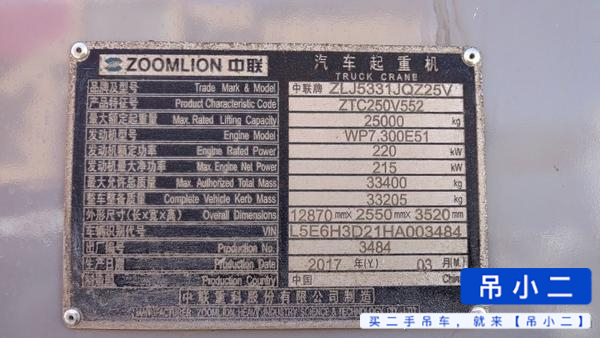 ZOOMLION 中联 汽车起重机
TRUCK CRANE
品牌及型号 Trade Mark & Model 中联牌 ZLJ5331JQZ25V
产品特征号 Product Characteristic Code ZTC250V552
最大额定起重量 Max. Rated Lifting Capacity 25000 kg
发动机型号 Engine Model WP7.300E51
发动机额定功率 Engine Rated Power 220 kW
发动机最大净功率 Max. Engine Net Power 215 kW
最大允许总质量 Max. Authorized Total Mass 33400 kg
整车整备质量 Complete Vehicle Kerb Mass 33205 kg
外形尺寸(长×宽×高) Overall Dimensions 12870 mm× 2550 mm× 3520 mm
车辆识别代号 VIN L5E6H3D21HA003484
出厂编号 Production No. 3484
生产日期 Production Date 2017 年(Y) 03 月(M)
Production Country 中国 China
中联重科股份有限公司制造
MANUFACTURER: ZOOMLION HEAVY INDUSTRY SCIENCE & TECHNOLOGY
吊小二
买二手吊车，就来【吊小二】